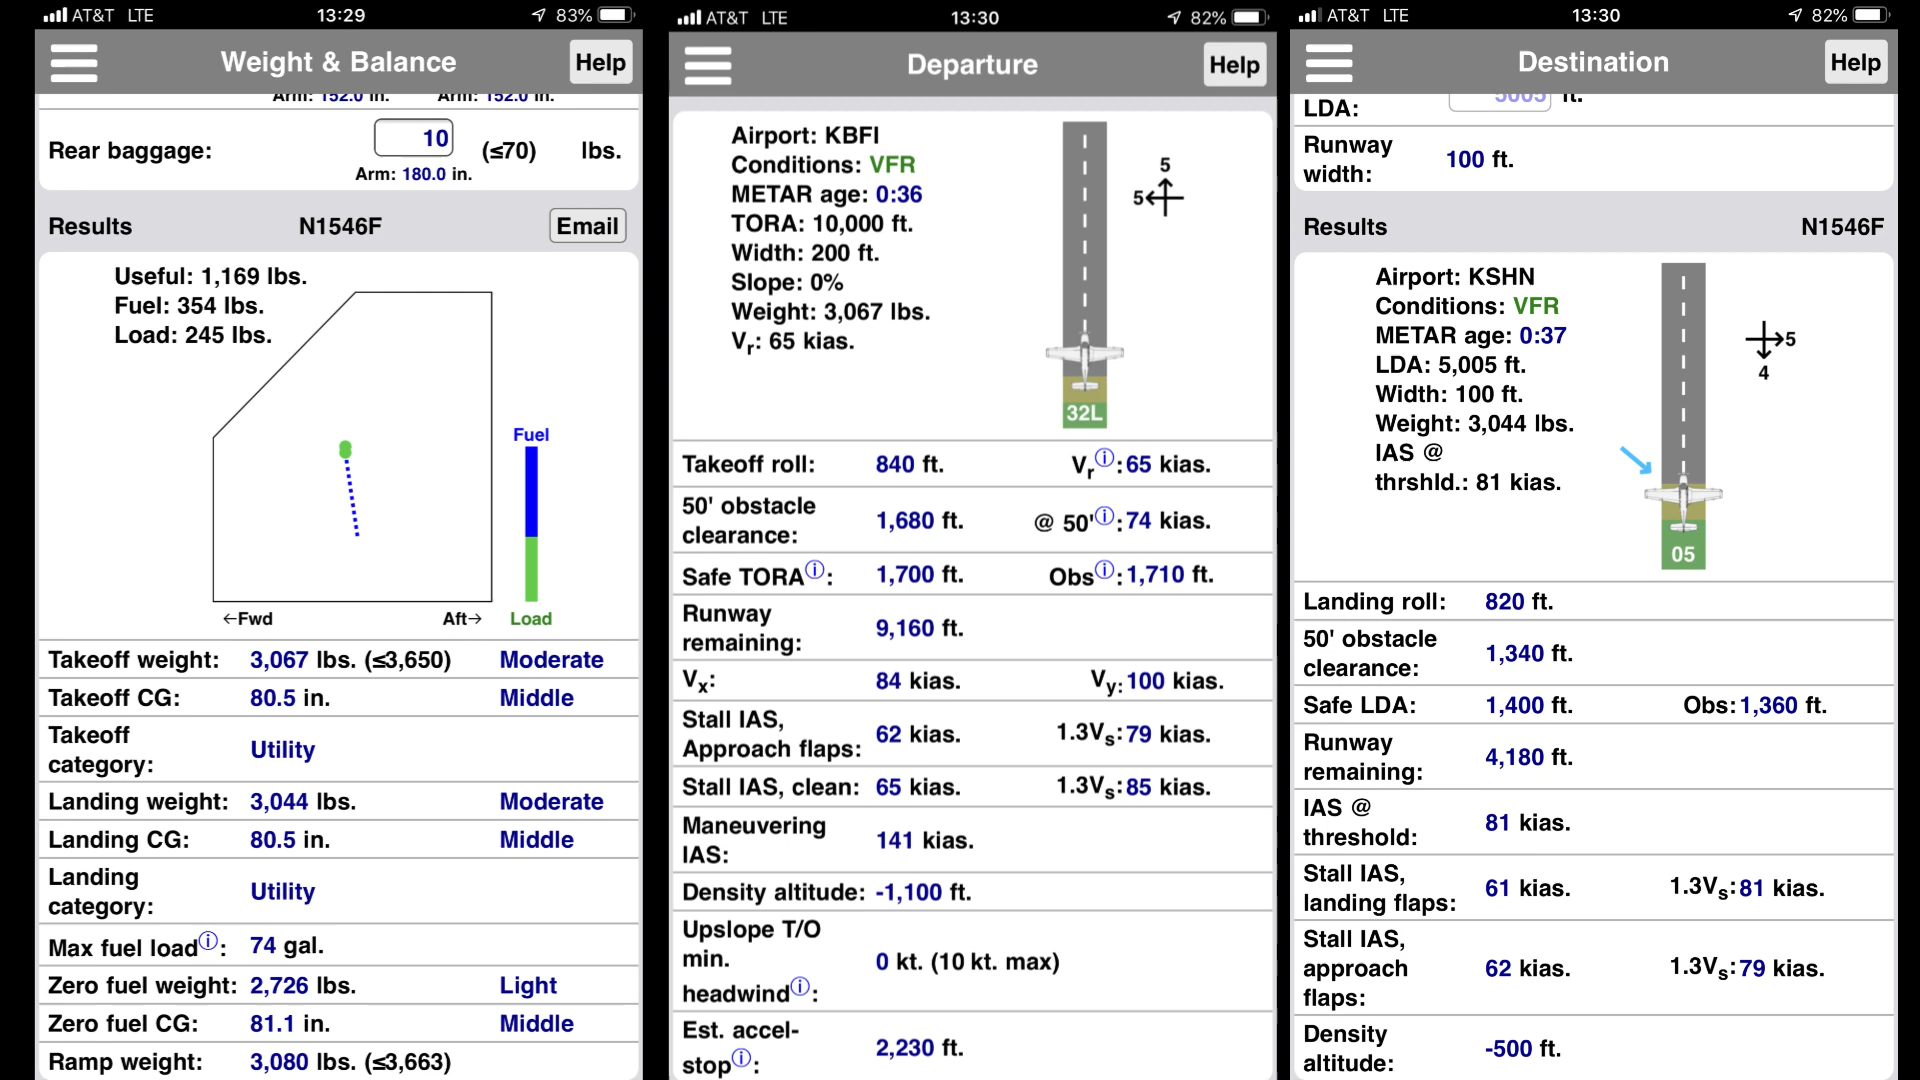 AT&T LTE 13:29 83%
Weight & Balance Help
Arm: 152.0 in. Arm: 152.0 in.
Rear baggage: 10 (≤70) lbs.
Arm: 180.0 in.
Results N1546F Email
Useful: 1,169 lbs.
Fuel: 354 lbs.
Load: 245 lbs.
Fuel
←Fwd Aft→ Load
Takeoff weight: 3,067 lbs. (≤3,650) Moderate
Takeoff CG: 80.5 in. Middle
Takeoff
category: Utility
Landing weight: 3,044 lbs. Moderate
Landing CG: 80.5 in. Middle
Landing
category: Utility
Max fuel loadⓘ: 74 gal.
Zero fuel weight: 2,726 lbs. Light
Zero fuel CG: 81.1 in. Middle
Ramp weight: 3,080 lbs. (≤3,663)
AT&T LTE 13:30 82%
Departure Help
Airport: KBFI
Conditions: VFR
METAR age: 0:36
TORA: 10,000 ft.
Width: 200 ft.
Slope: 0%
Weight: 3,067 lbs.
Vr: 65 kias.
5
5
32L
Takeoff roll: 840 ft. Vrⓘ: 65 kias.
50' obstacle
clearance: 1,680 ft. @ 50'ⓘ: 74 kias.
Safe TORAⓘ: 1,700 ft. Obsⓘ: 1,710 ft.
Runway
remaining: 9,160 ft.
Vx: 84 kias. Vy: 100 kias.
Stall IAS,
Approach flaps: 62 kias. 1.3Vs: 79 kias.
Stall IAS, clean: 65 kias. 1.3Vs: 85 kias.
Maneuvering
IAS: 141 kias.
Density altitude: -1,100 ft.
Upslope T/O
min.
headwindⓘ: 0 kt. (10 kt. max)
Est. accel-
stopⓘ: 2,230 ft.
AT&T LTE 13:30 82%
Destination Help
LDA: 5005 ft.
Runway
width: 100 ft.
Results N1546F
Airport: KSHN
Conditions: VFR
METAR age: 0:37
LDA: 5,005 ft.
Width: 100 ft.
Weight: 3,044 lbs.
IAS @
thrshld.: 81 kias.
5
4
05
Landing roll: 820 ft.
50' obstacle
clearance: 1,340 ft.
Safe LDA: 1,400 ft. Obs: 1,360 ft.
Runway
remaining: 4,180 ft.
IAS @
threshold: 81 kias.
Stall IAS,
landing flaps: 61 kias. 1.3Vs: 81 kias.
Stall IAS,
approach
flaps: 62 kias. 1.3Vs: 79 kias.
Density
altitude: -500 ft.